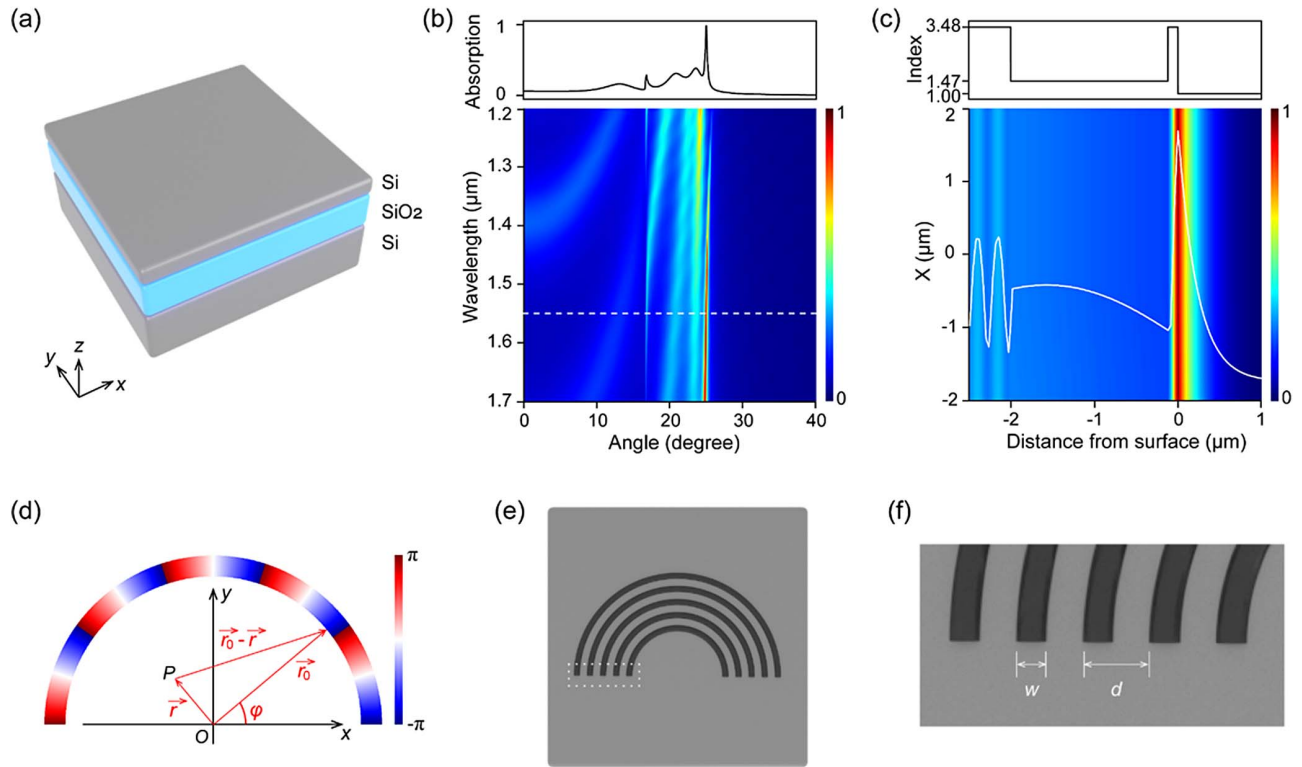 (a)
Si
SiO2
Si
z
y
x
(b)
Absorption
1
0
Wavelength (μm)
1.2
1.3
1.4
1.5
1.6
1.7
0
10
20
30
40
Angle (degree)
1
0
(c)
Index
3.48
1.47
1.00
X (μm)
2
1
0
-1
-2
-2
-1
0
1
Distance from surface (μm)
1
0
(d)
y
r0 - r
P
r0
r
φ
O
x
π
-π
(e)
(f)
w
d